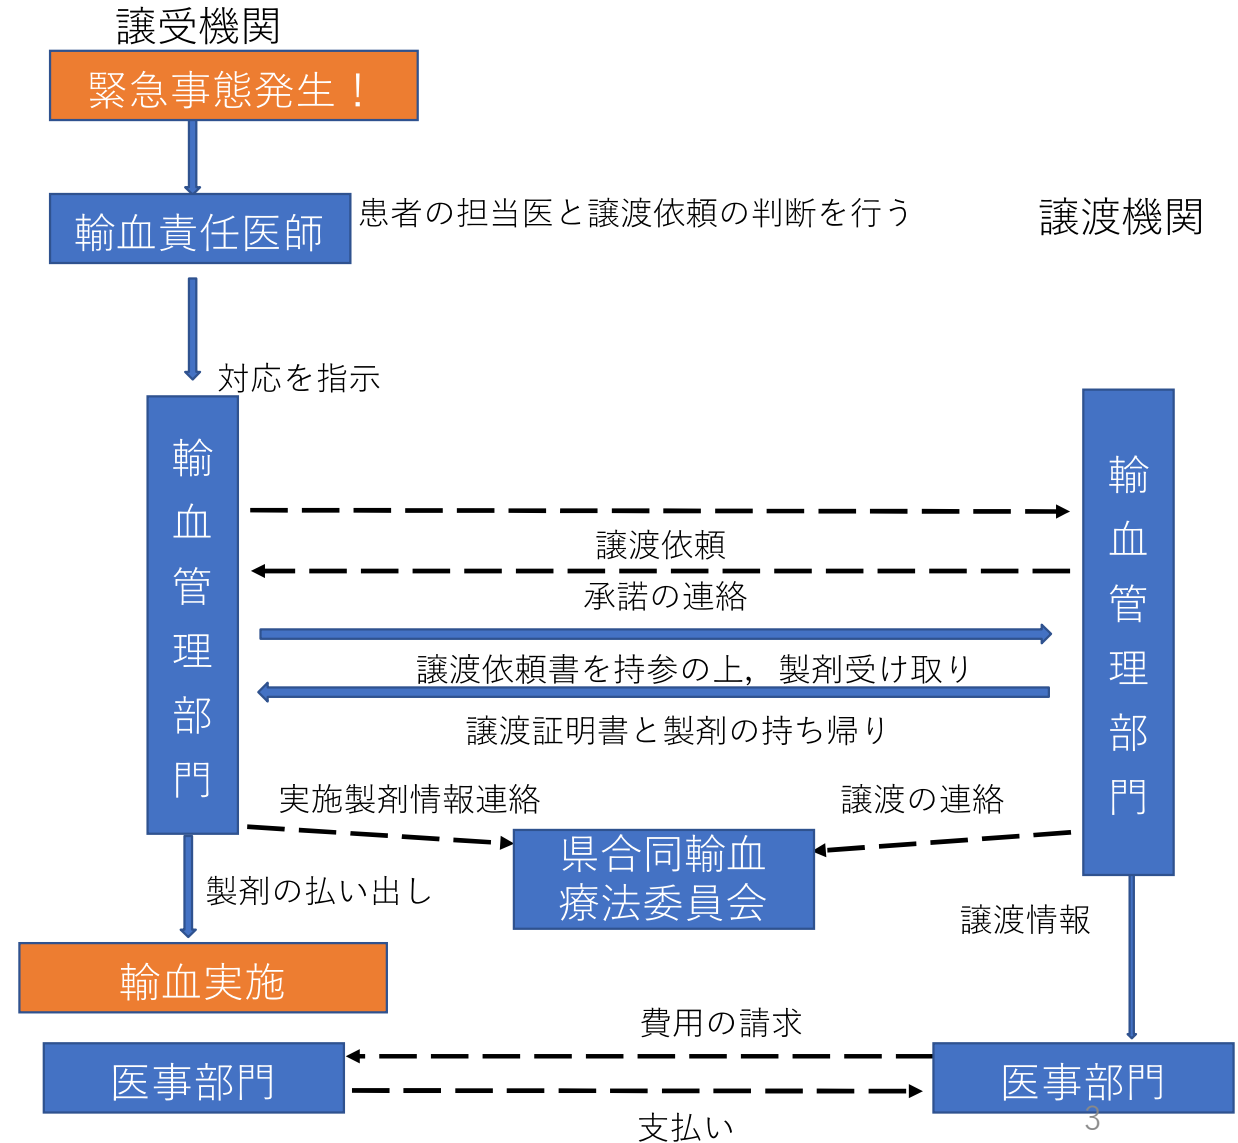 譲受機関
緊急事態発生！
輸血責任医師
患者の担当医と譲渡依頼の判断を行う
譲渡機関
対応を指示
輸血管理部門
輸血管理部門
譲渡依頼
承諾の連絡
譲渡依頼書を持参の上，製剤受け取り
譲渡証明書と製剤の持ち帰り
実施製剤情報連絡
譲渡の連絡
県合同輸血
療法委員会
製剤の払い出し
譲渡情報
輸血実施
費用の請求
医事部門
医事部門
支払い
3